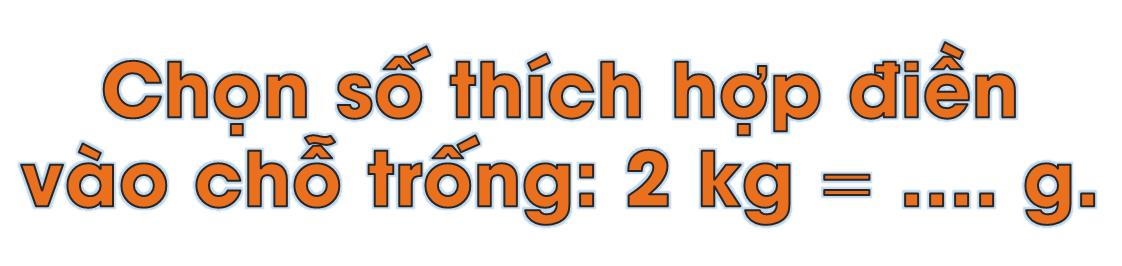 Chọn số thích hợp điền
vào chỗ trống: 2 kg = .... g.